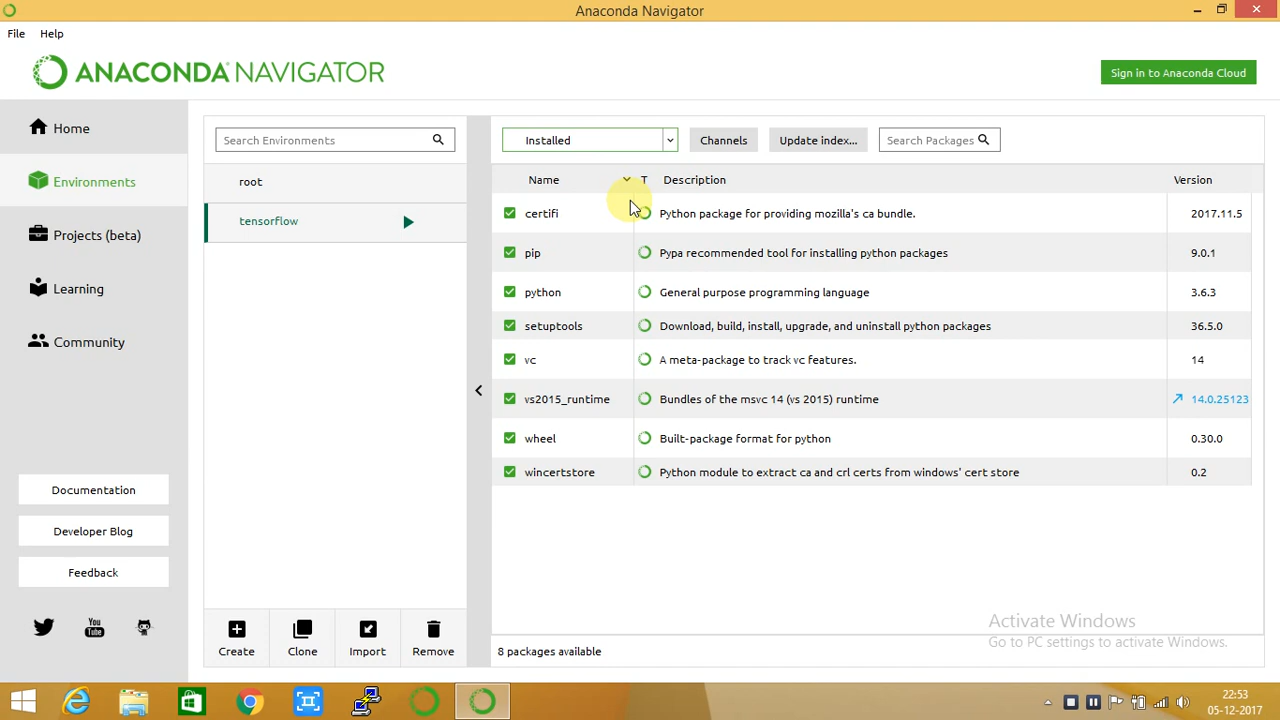 Anaconda Navigator
File Help
ANACONDA NAVIGATOR
Sign in to Anaconda Cloud
Home
Environments
Projects (beta)
Learning
Community
Documentation
Developer Blog
Feedback
You Tube
Search Environments
root
tensorflow
Create Clone Import Remove
Installed Channels Update index... Search Packages
Name T Description Version
certifi Python package for providing mozilla's ca bundle. 2017.11.5
pip Pypa recommended tool for installing python packages 9.0.1
python General purpose programming language 3.6.3
setuptools Download, build, install, upgrade, and uninstall python packages 36.5.0
vc A meta-package to track vc features. 14
vs2015_runtime Bundles of the msvc 14 (vs 2015) runtime 14.0.25123
wheel Built-package format for python 0.30.0
wincertstore Python module to extract ca and crl certs from windows' cert store 0.2
8 packages available
Activate Windows
Go to PC settings to activate Windows.
22:53
05-12-2017